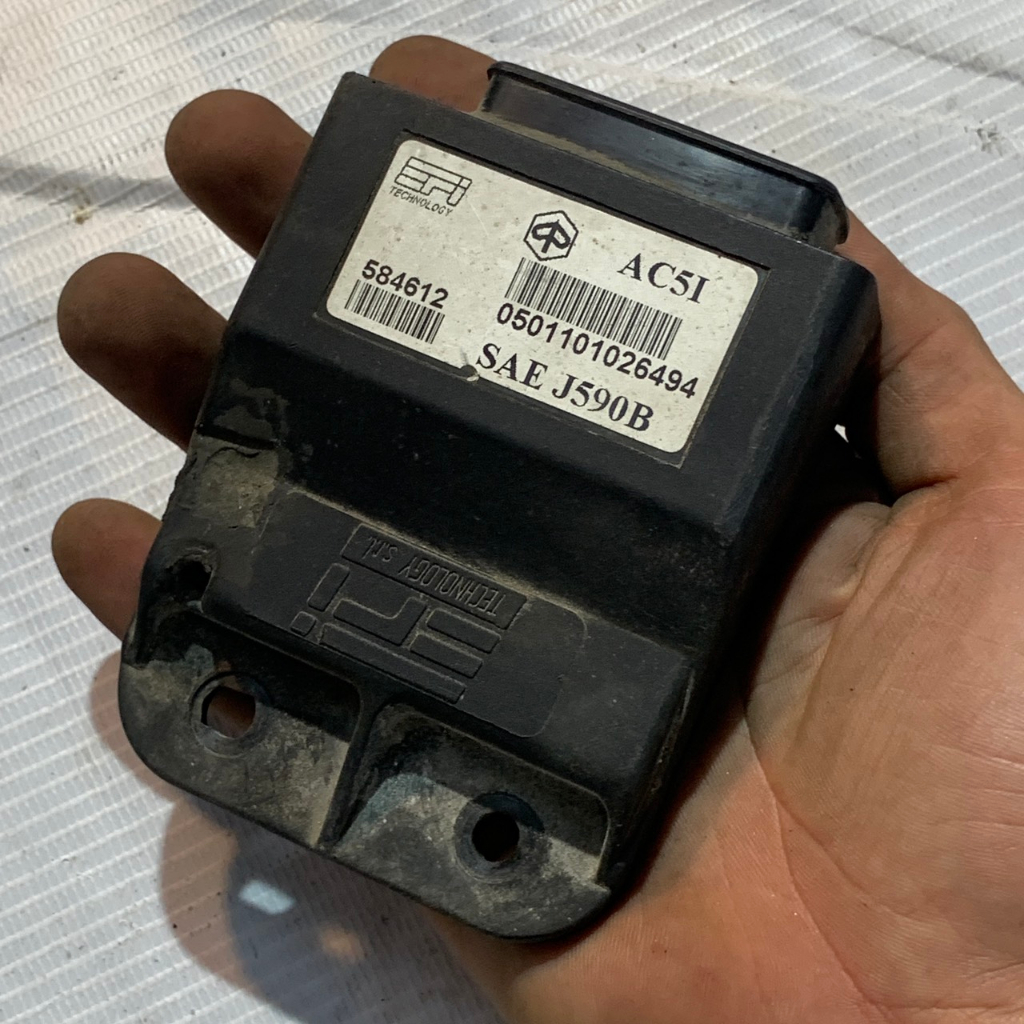 EFI
TECHNOLOGY
AC5I
584612
0501101026494
SAE J590B
TECHNOLOGY S.r.l.
EFI